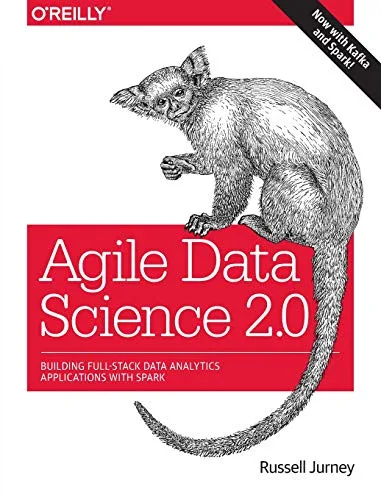 O'REILLY®
Now with Kafka
and Spark!
Agile Data
Science 2.0
BUILDING FULL-STACK DATA ANALYTICS
APPLICATIONS WITH SPARK
Russell Jurney